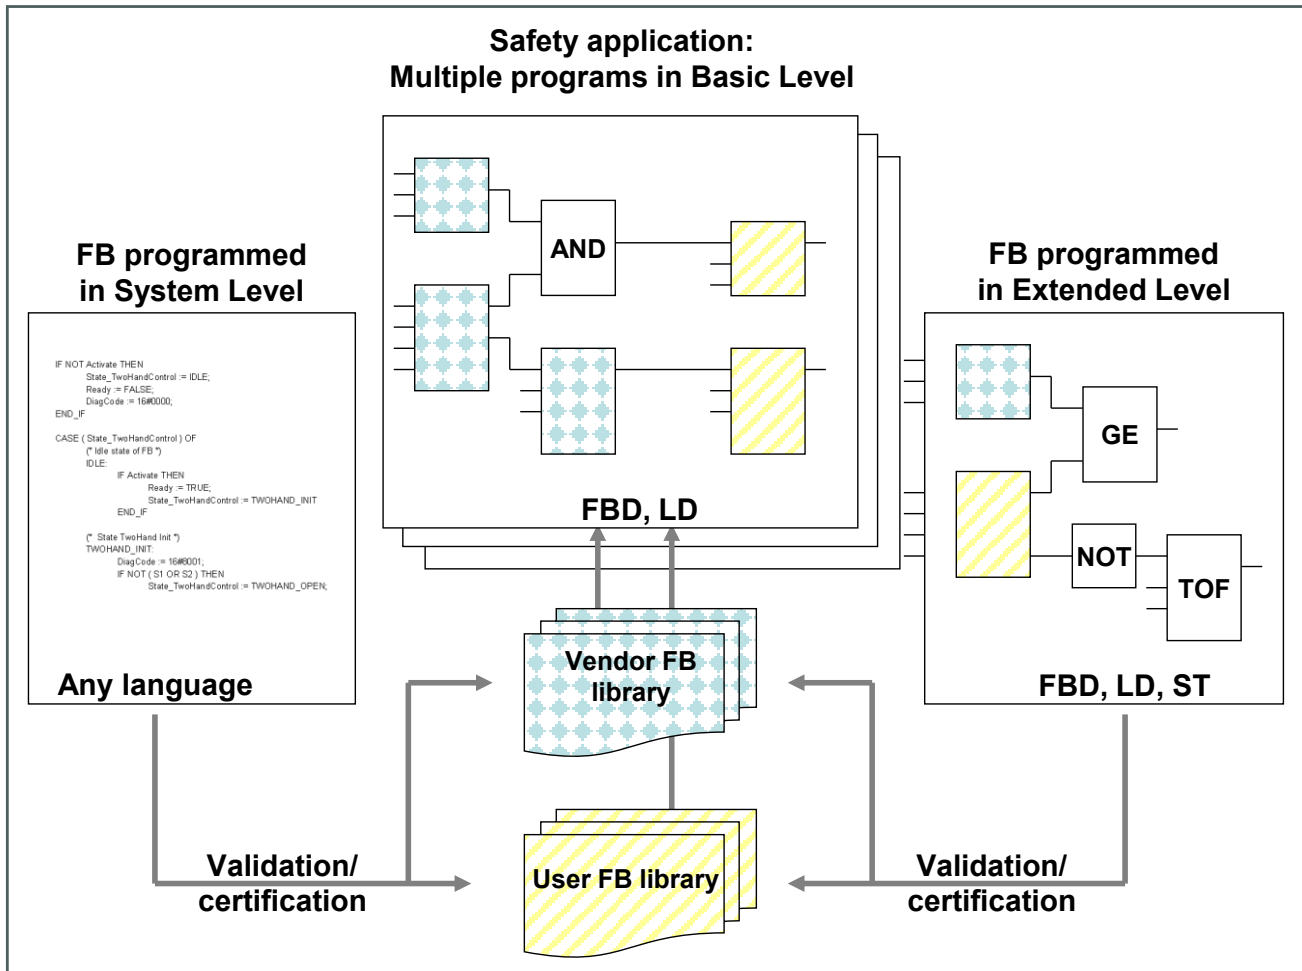 Safety application:
Multiple programs in Basic Level
FB programmed
in System Level
IF NOT Activate THEN
State_TwoHandControl := IDLE;
Ready := FALSE;
DiagCode := 16#0000;
END_IF
CASE ( State_TwoHandControl ) OF
(* Idle state of FB *)
IDLE:
IF Activate THEN
Ready := TRUE;
State_TwoHandControl := TWOHAND_INIT
END_IF
(* State TwoHand Init *)
TWOHAND_INIT:
DiagCode := 16#8001;
IF NOT ( S1 OR S2 ) THEN
State_TwoHandControl := TWOHAND_OPEN;
Any language
AND
FBD, LD
FB programmed
in Extended Level
GE
NOT
TOF
FBD, LD, ST
Vendor FB
library
User FB library
Validation/
certification
Validation/
certification